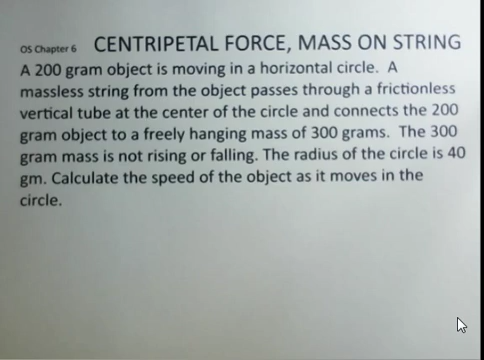 OS Chapter 6 CENTRIPETAL FORCE, MASS ON STRING
A 200 gram object is moving in a horizontal circle. A
massless string from the object passes through a frictionless
vertical tube at the center of the circle and connects the 200
gram object to a freely hanging mass of 300 grams. The 300
gram mass is not rising or falling. The radius of the circle is 40
gm. Calculate the speed of the object as it moves in the
circle.